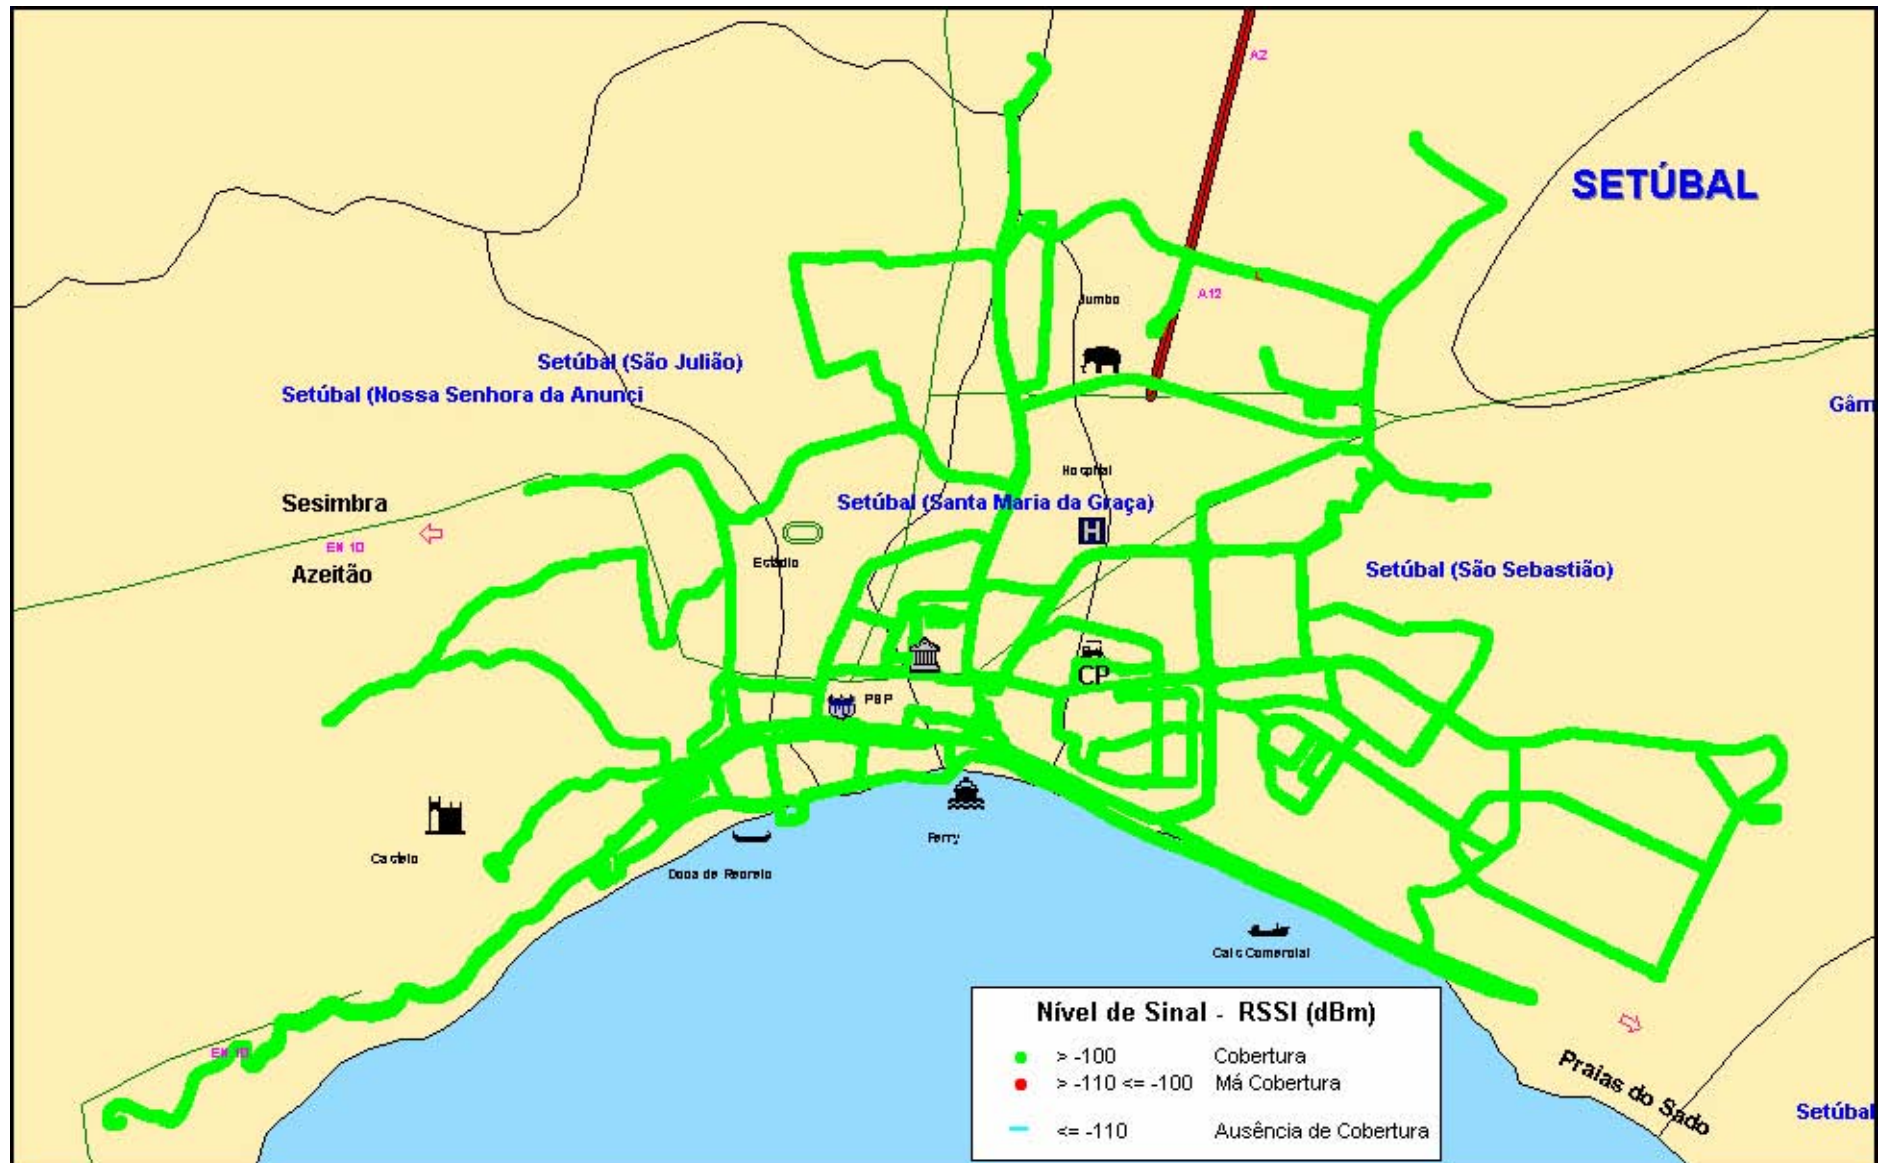 A2
SETÚBAL
A12
Jumbo
Setúbal (São Julião)
Setúbal (Nossa Senhora da Anunci
Gâm
Hospital
Sesimbra
Setúbal (Santa Maria da Graça)
EN 10
H
Azeitão
Estádio
Setúbal (São Sebastião)
CP
PSP
Castelo
Ferry
Doca de Recreio
Cais Comercial
EN 10
Nível de Sinal - RSSI (dBm)
> -100 Cobertura
> -110 <= -100 Má Cobertura
<= -110 Ausência de Cobertura
Praias do Sado
Setúbal